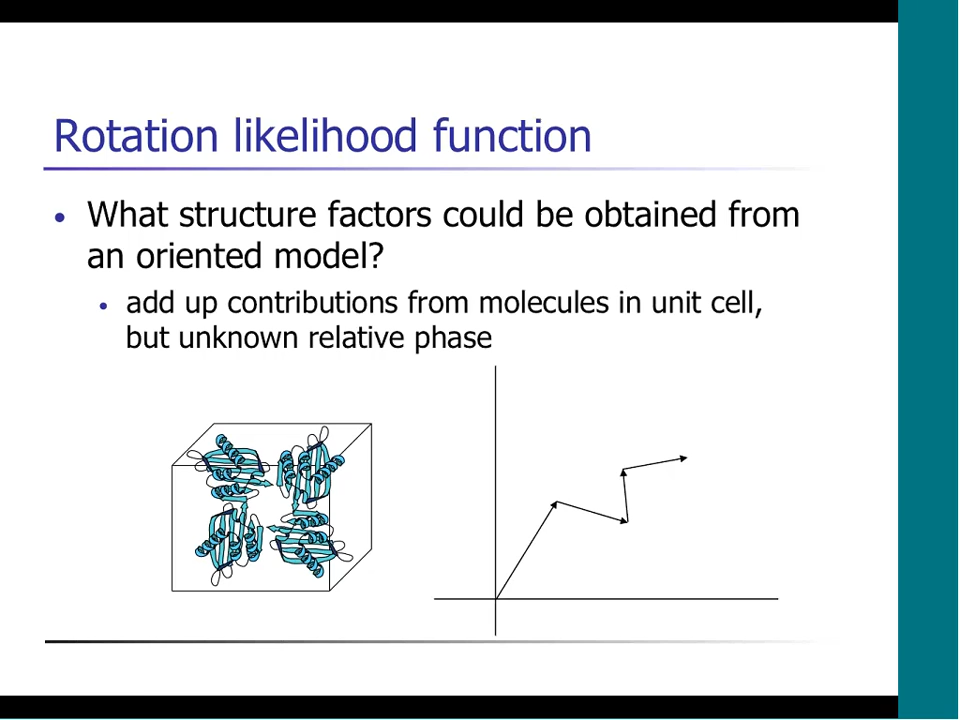 Rotation likelihood function
• What structure factors could be obtained from
an oriented model?
• add up contributions from molecules in unit cell,
but unknown relative phase